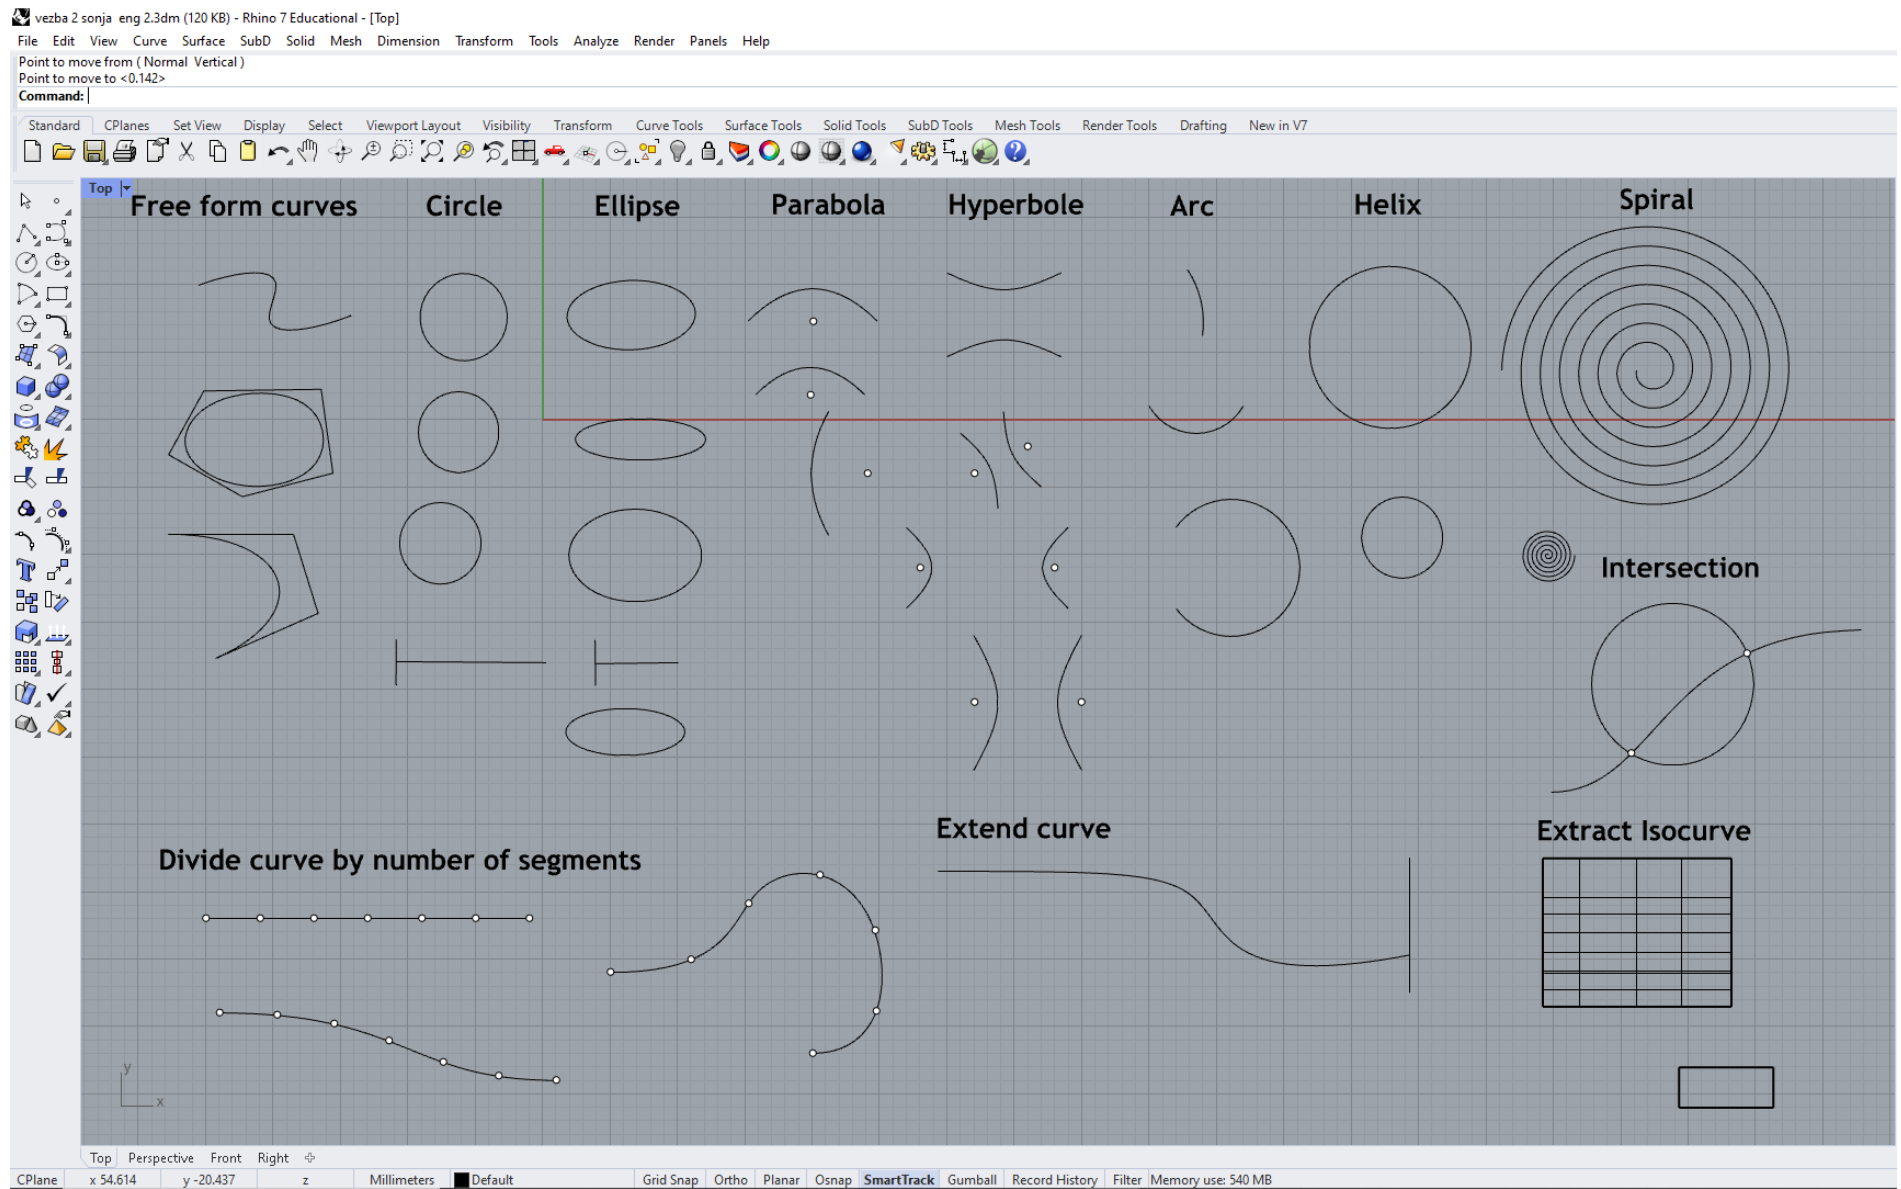 vezba 2 sonja eng 2.3dm (120 KB) - Rhino 7 Educational - [Top]
File Edit View Curve Surface SubD Solid Mesh Dimension Transform Tools Analyze Render Panels Help
Point to move from ( Normal Vertical )
Point to move to <0.142>
Command:
Standard CPlanes Set View Display Select Viewport Layout Visibility Transform Curve Tools Surface Tools Solid Tools SubD Tools Mesh Tools Render Tools Drafting New in V7
Top
Free form curves Circle Ellipse Parabola Hyperbole Arc Helix Spiral
Intersection
Extend curve
Extract Isocurve
Divide curve by number of segments
y
x
Top Perspective Front Right
CPlane x 54.614 y -20.437 z Millimeters Default Grid Snap Ortho Planar Osnap SmartTrack Gumball Record History Filter Memory use: 540 MB